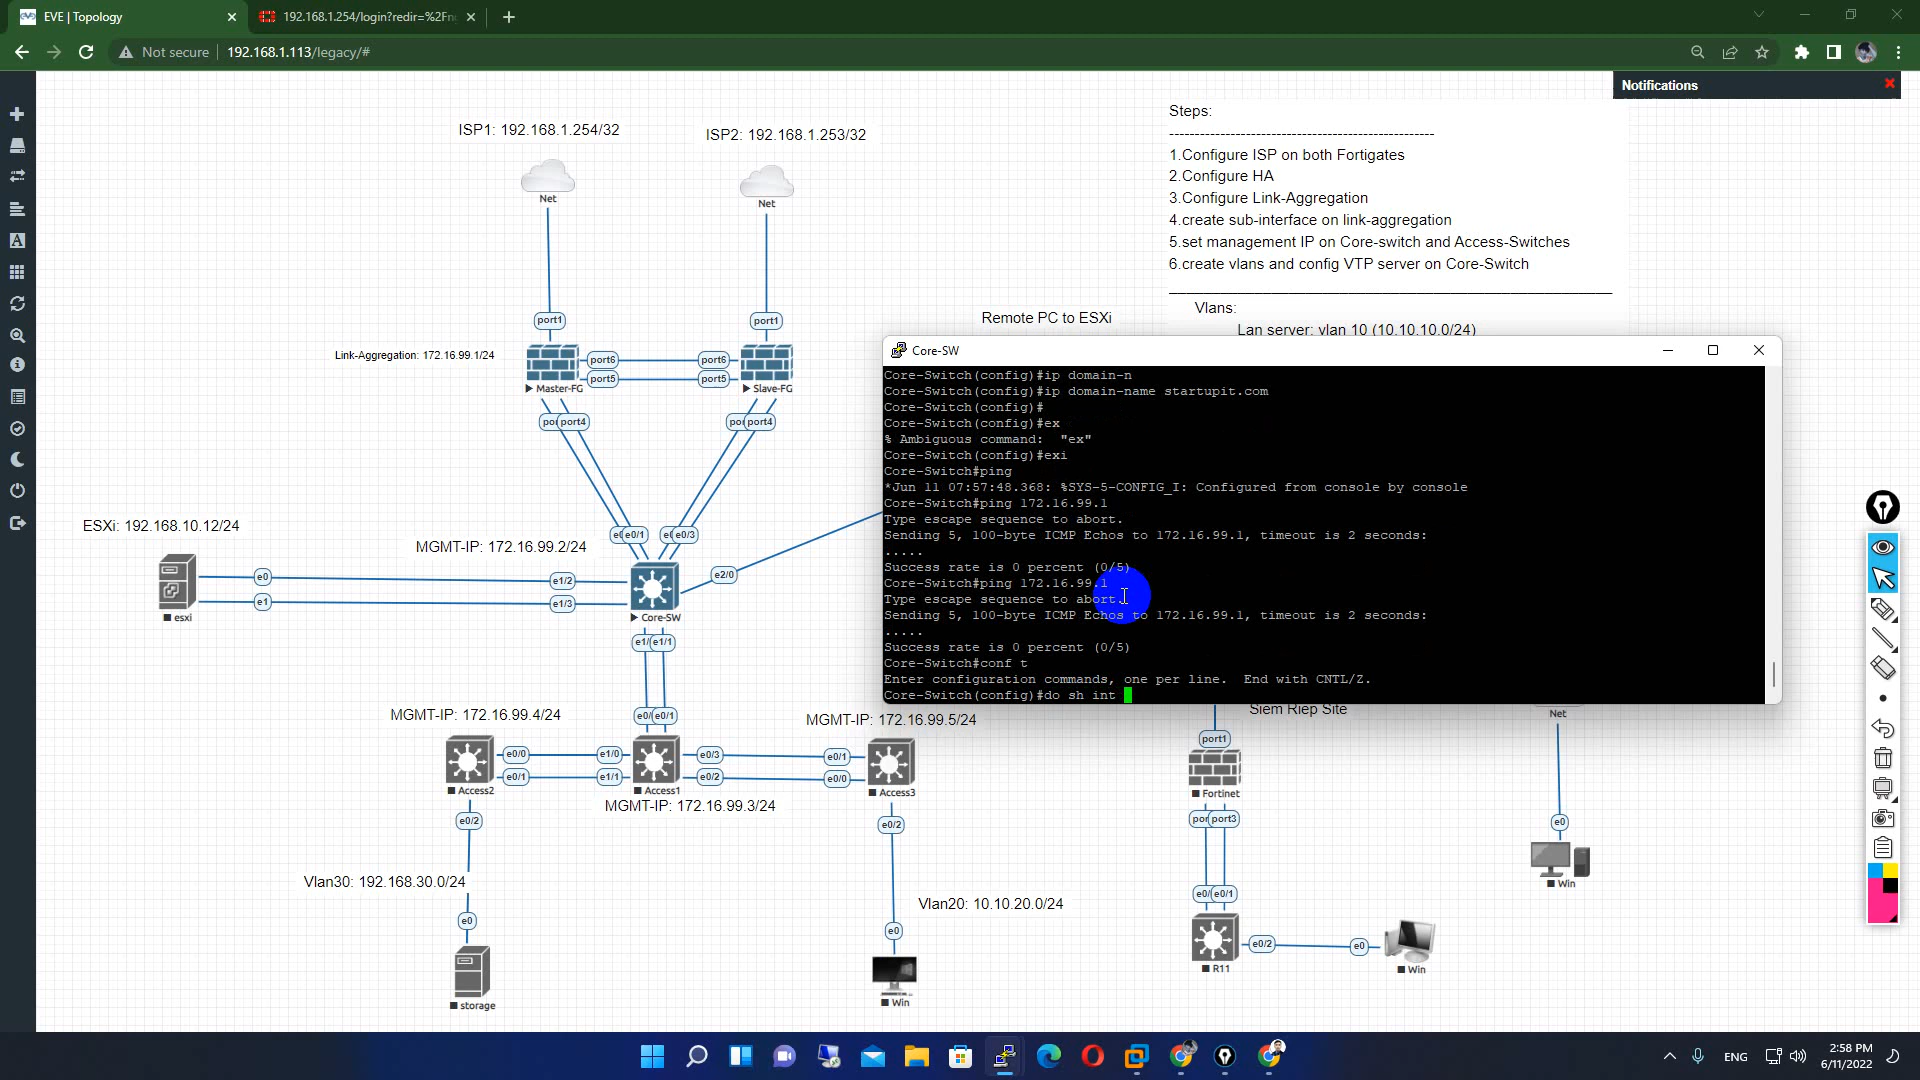 EVE | Topology
192.168.1.254/login?redir=%2Fn
Not secure
192.168.1.113/legacy/#
Notifications
ISP1: 192.168.1.254/32
ISP2: 192.168.1.253/32
Net
Net
Steps:
------------------------------------------------------
1.Configure ISP on both Fortigates
2.Configure HA
3.Configure Link-Aggregation
4.create sub-interface on link-aggregation
5.set management IP on Core-switch and Access-Switches
6.create vlans and config VTP server on Core-Switch
Vlans:
Lan server: vlan 10 (10.10.10.0/24)
port1
port1
Remote PC to ESXi
Link-Aggregation: 172.16.99.1/24
port6
port6
port5
port5
Master-FG
Slave-FG
port4
port4
Core-SW
Core-Switch(config)#ip domain-n
Core-Switch(config)#ip domain-name startupit.com
Core-Switch(config)#
Core-Switch(config)#ex
% Ambiguous command:  "ex"
Core-Switch(config)#exi
Core-Switch#ping
*Jun 11 07:57:48.368: %SYS-5-CONFIG_I: Configured from console by console
Core-Switch#ping 172.16.99.1
Type escape sequence to abort.
Sending 5, 100-byte ICMP Echos to 172.16.99.1, timeout is 2 seconds:
.....
Success rate is 0 percent (0/5)
Core-Switch#ping 172.16.99.1
Type escape sequence to abort.
Sending 5, 100-byte ICMP Echos to 172.16.99.1, timeout is 2 seconds:
.....
Success rate is 0 percent (0/5)
Core-Switch#conf t
Enter configuration commands, one per line.  End with CNTL/Z.
Core-Switch(config)#do sh int
e0/1
e0/3
ESXi: 192.168.10.12/24
MGMT-IP: 172.16.99.2/24
e0
e1/2
e2/0
e1
e1/3
esxi
Core-SW
e1/1
MGMT-IP: 172.16.99.4/24
e0/1
MGMT-IP: 172.16.99.5/24
e0/0
e1/0
e0/3
e0/1
e0/1
e1/1
e0/2
e0/0
Access2
Access1
Access3
MGMT-IP: 172.16.99.3/24
e0/2
e0/2
Vlan30: 192.168.30.0/24
Vlan20: 10.10.20.0/24
e0
e0
storage
Win
Siem Riep Site
port1
Fortinet
port3
e0/1
e0/2
e0
R11
Win
Net
e0
Win
ENG
2:58 PM
6/11/2022